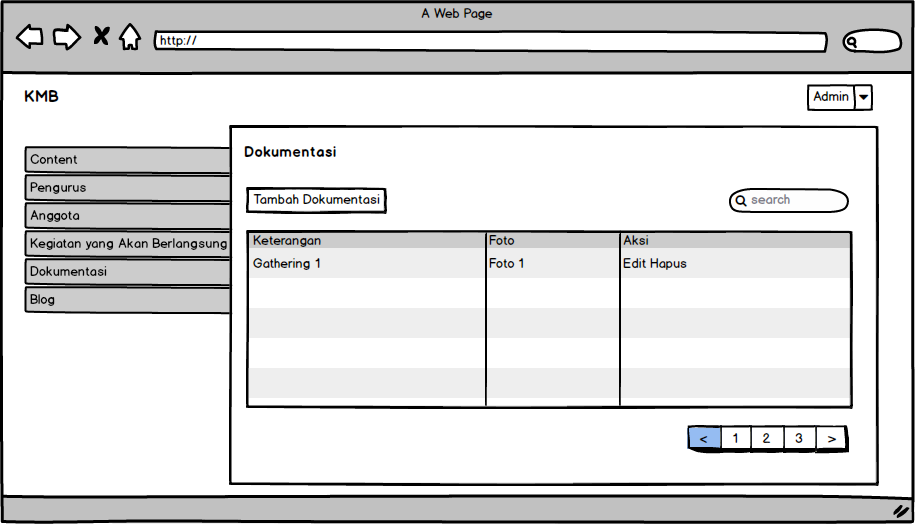 A Web Page
http://
KMB
Admin
Content
Pengurus
Anggota
Kegiatan yang Akan Berlangsung
Dokumentasi
Blog
Dokumentasi
Tambah Dokumentasi
search
Keterangan Foto Aksi
Gathering 1 Foto 1 Edit Hapus
< 1 2 3 >